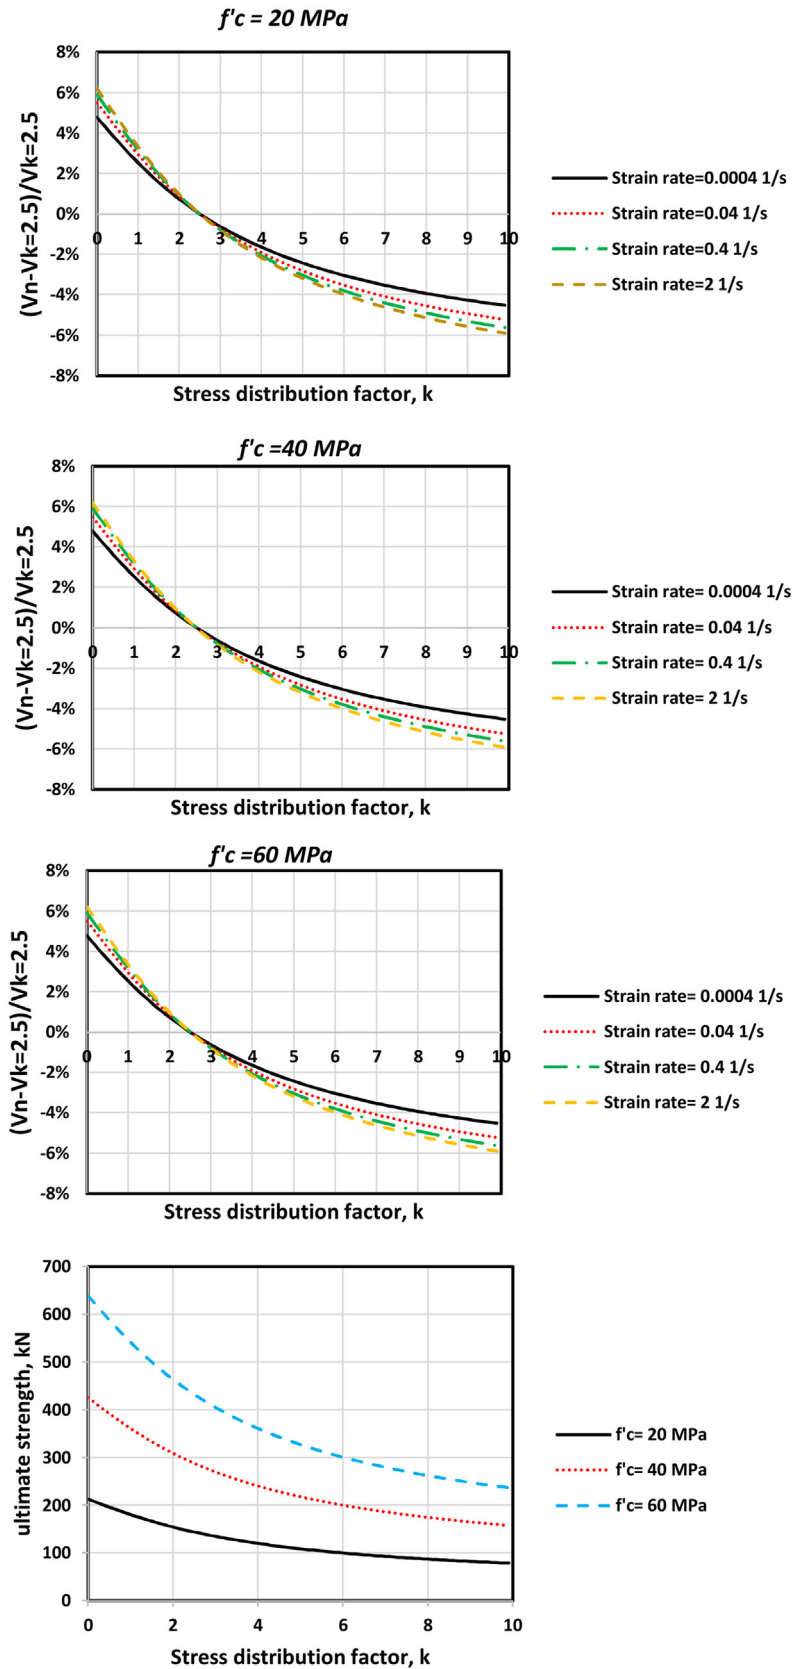 f'c = 20 MPa
8%
6%
4%
2%
0%
-2%
-4%
-6%
-8%
0 1 2 3 4 5 6 7 8 9 10
(Vn-Vk=2.5)/Vk=2.5
Stress distribution factor, k
Strain rate=0.0004 1/s
Strain rate=0.04 1/s
Strain rate=0.4 1/s
Strain rate=2 1/s
f'c =40 MPa
8%
6%
4%
2%
0%
-2%
-4%
-6%
-8%
0 1 2 3 4 5 6 7 8 9 10
(Vn-Vk=2.5)/Vk=2.5
Stress distribution factor, k
Strain rate= 0.0004 1/s
Strain rate= 0.04 1/s
Strain rate= 0.4 1/s
Strain rate= 2 1/s
f'c =60 MPa
8%
6%
4%
2%
0%
-2%
-4%
-6%
-8%
0 1 2 3 4 5 6 7 8 9 10
(Vn-Vk=2.5)/Vk=2.5
Stress distribution factor, k
Strain rate= 0.0004 1/s
Strain rate= 0.04 1/s
Strain rate= 0.4 1/s
Strain rate= 2 1/s
700
600
500
400
300
200
100
0
0 2 4 6 8 10
ultimate strength, kN
Stress distribution factor, k
f'c= 20 MPa
f'c= 40 MPa
f'c= 60 MPa